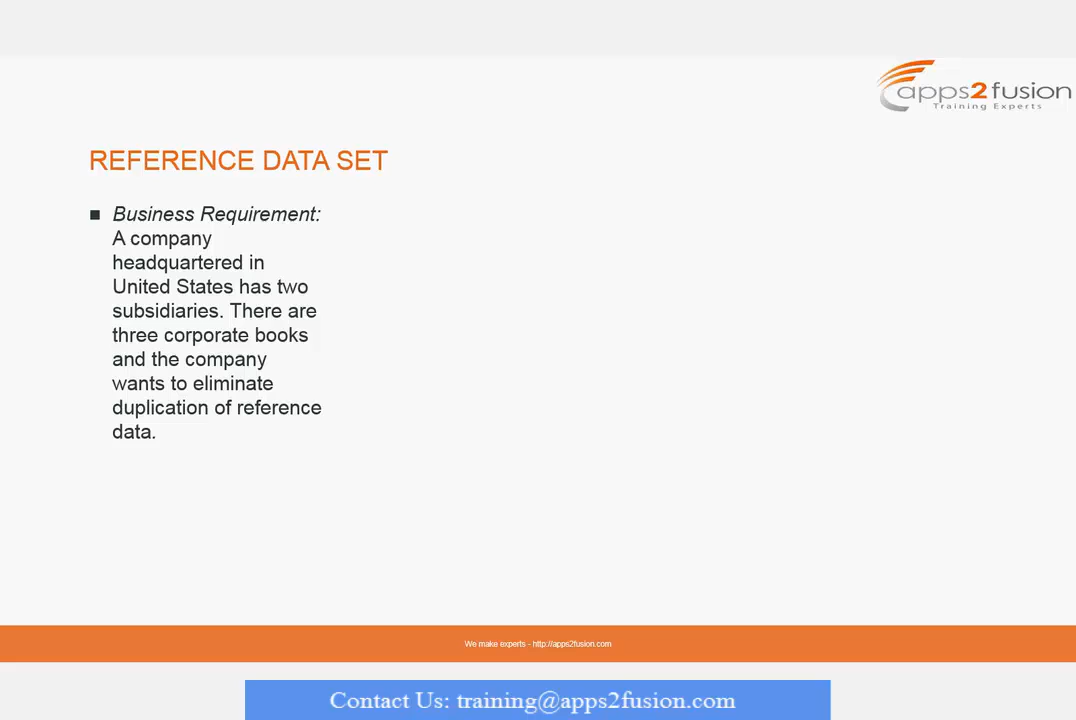 apps2fusion
Training Experts
REFERENCE DATA SET
■ Business Requirement:
A company
headquartered in
United States has two
subsidiaries. There are
three corporate books
and the company
wants to eliminate
duplication of reference
data.
We make experts - http://apps2fusion.com
Contact Us: training@apps2fusion.com